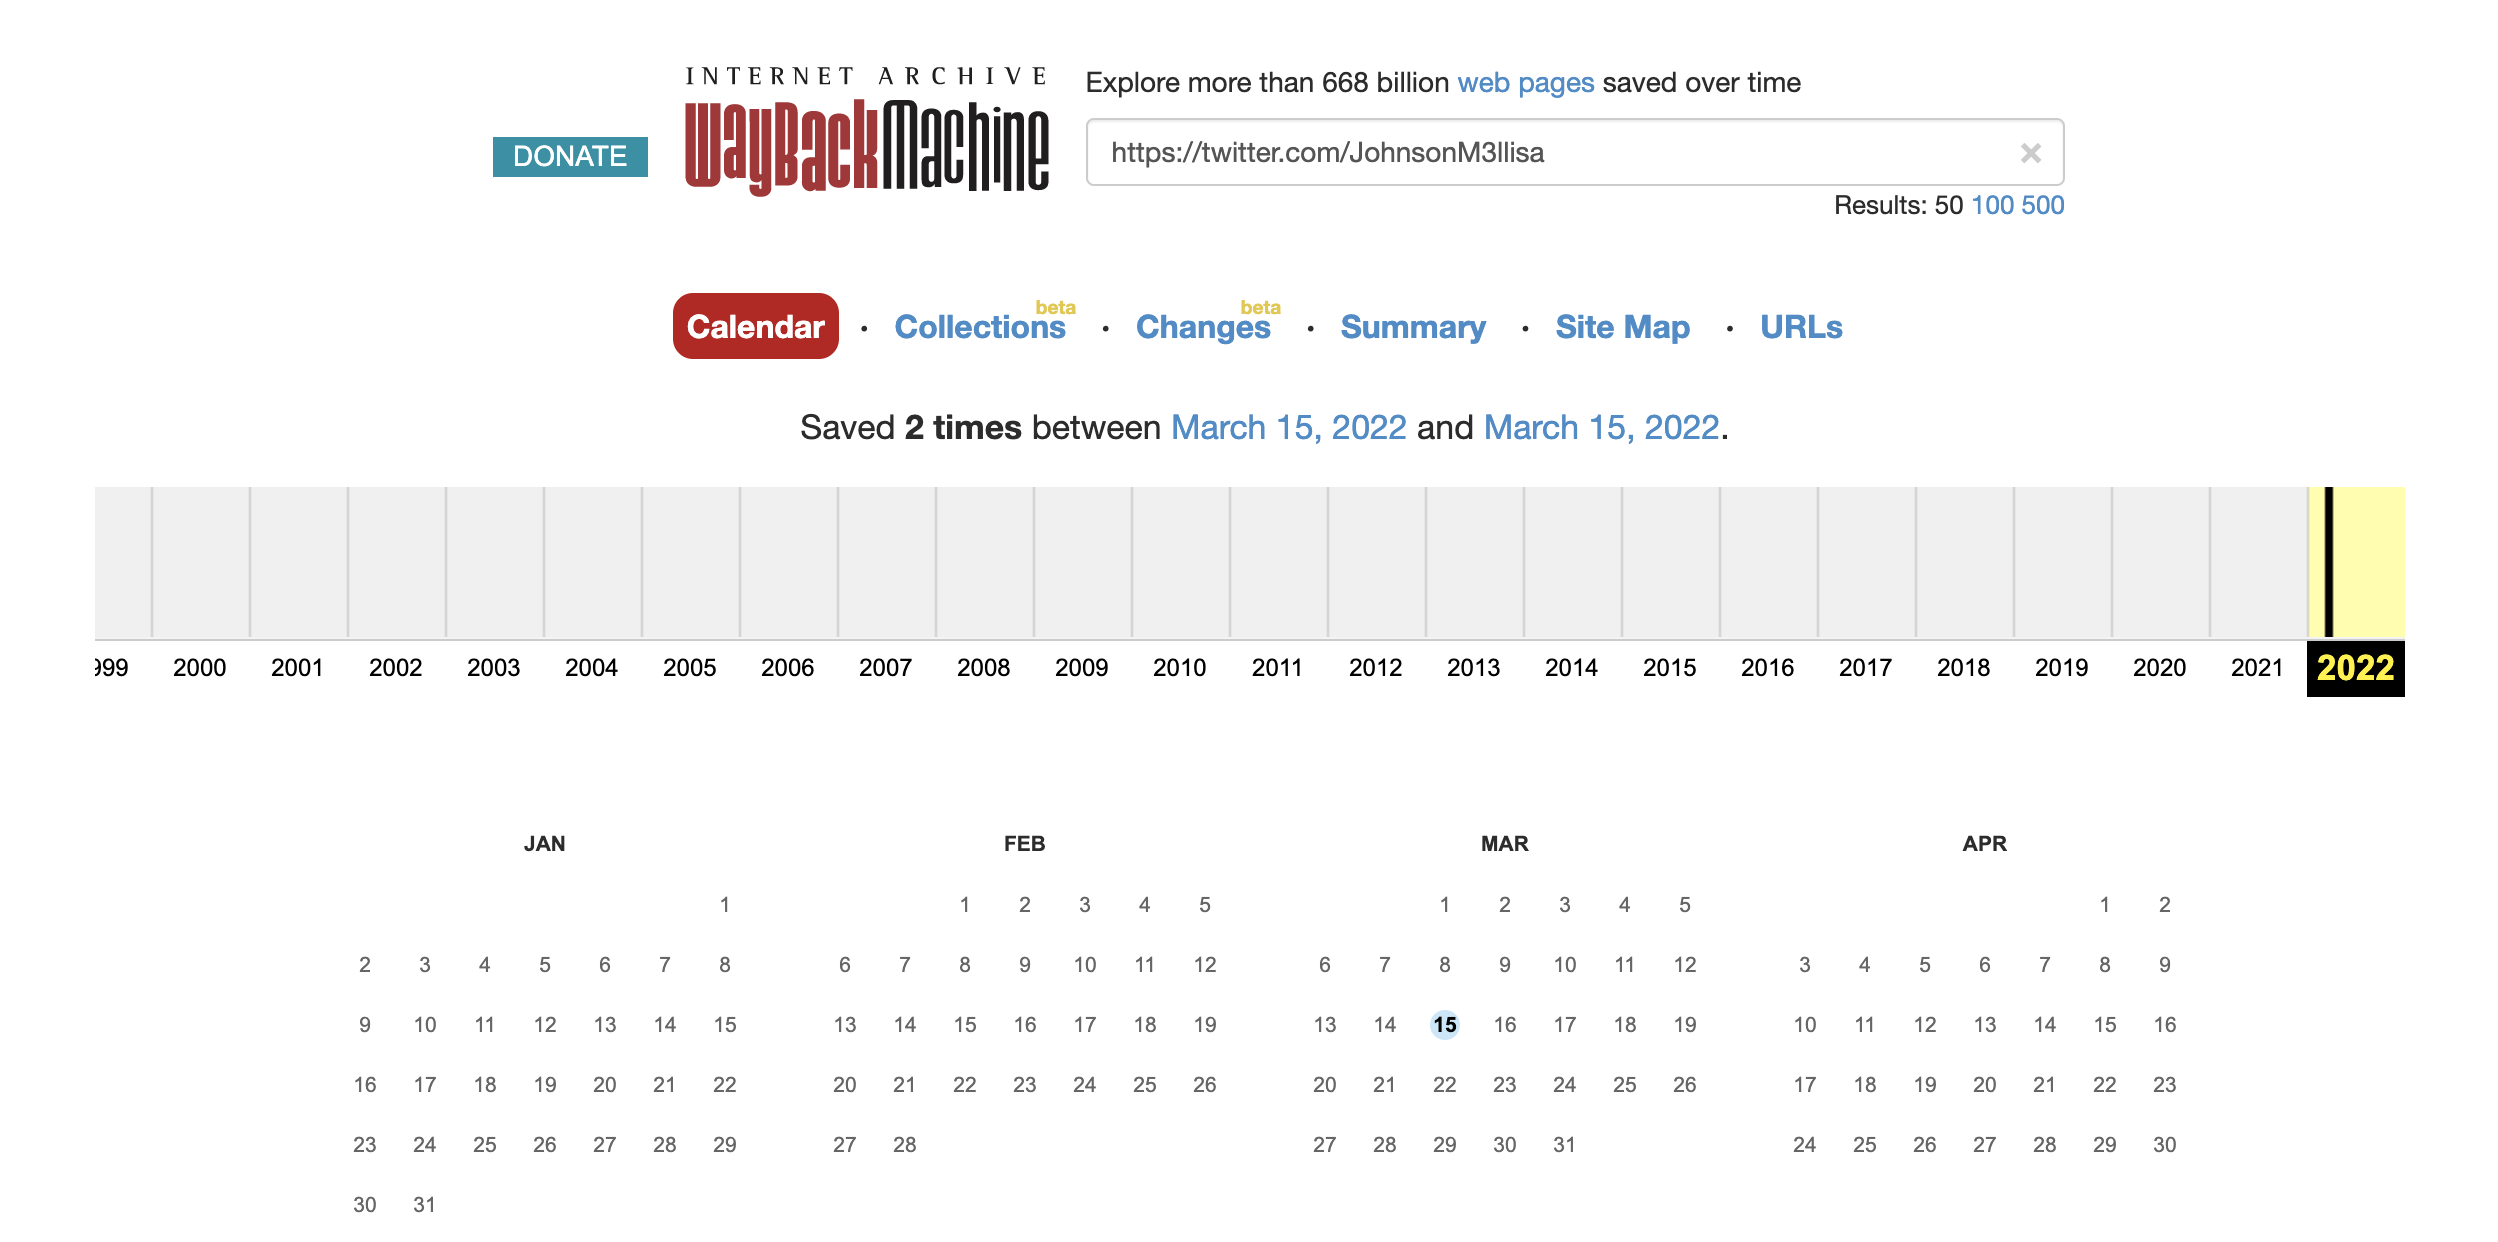 INTERNET ARCHIVE
WayBackMachine
DONATE
Explore more than 668 billion web pages saved over time
https://twitter.com/JohnsonM3llisa ×
Results: 50 100 500
Calendar · Collections beta · Changes beta · Summary · Site Map · URLs
Saved 2 times between March 15, 2022 and March 15, 2022.
999 2000 2001 2002 2003 2004 2005 2006 2007 2008 2009 2010 2011 2012 2013 2014 2015 2016 2017 2018 2019 2020 2021 2022
JAN
1
2 3 4 5 6 7 8
9 10 11 12 13 14 15
16 17 18 19 20 21 22
23 24 25 26 27 28 29
30 31
FEB
1 2 3 4 5
6 7 8 9 10 11 12
13 14 15 16 17 18 19
20 21 22 23 24 25 26
27 28
MAR
1 2 3 4 5
6 7 8 9 10 11 12
13 14 15 16 17 18 19
20 21 22 23 24 25 26
27 28 29 30 31
APR
1 2
3 4 5 6 7 8 9
10 11 12 13 14 15 16
17 18 19 20 21 22 23
24 25 26 27 28 29 30